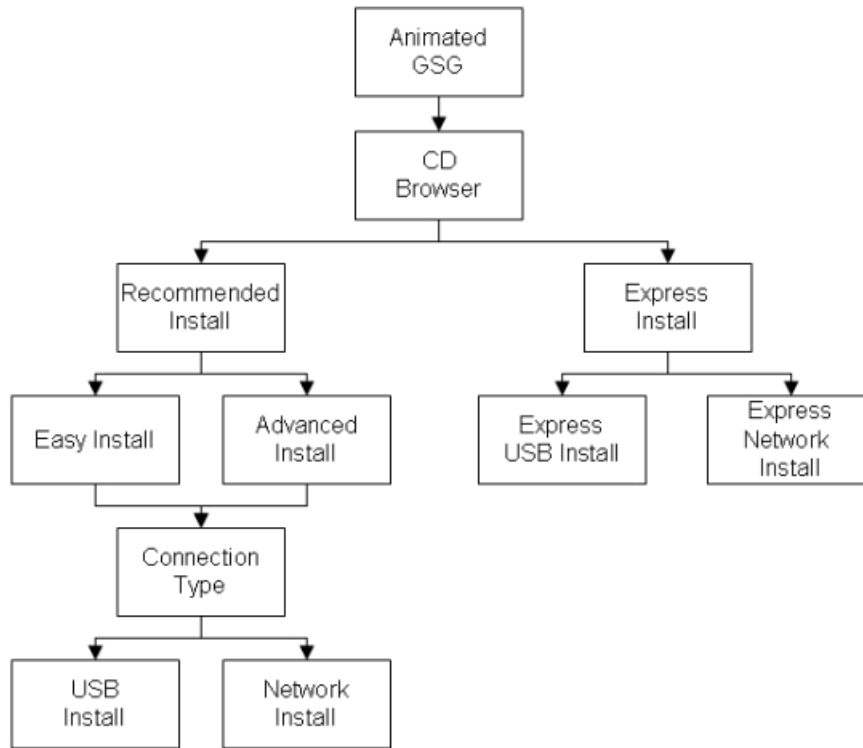 Animated
GSG
CD
Browser
Recommended
Install
Express
Install
Easy Install
Advanced
Install
Express
USB Install
Express
Network
Install
Connection
Type
USB
Install
Network
Install